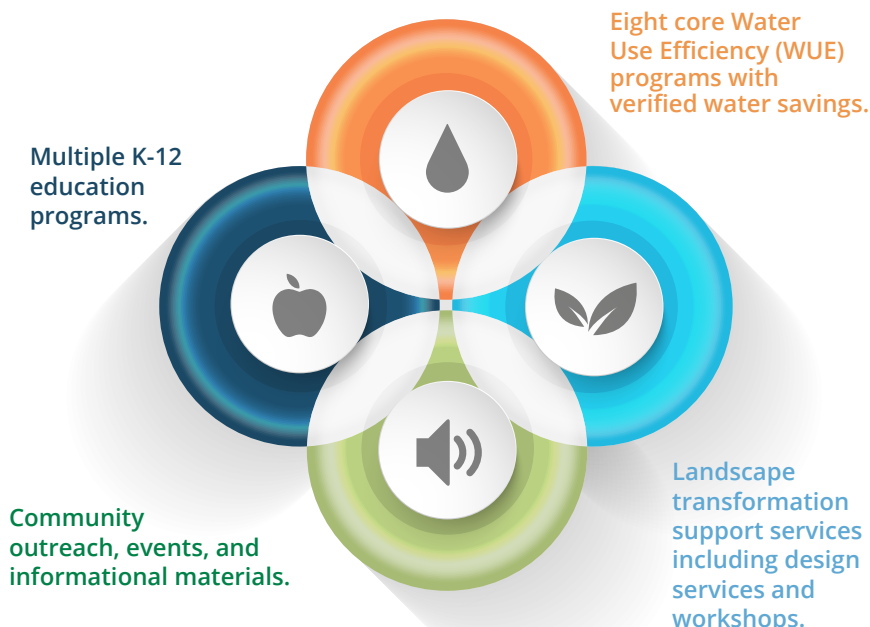 Eight core Water
Use Efficiency (WUE)
programs with
verified water savings.
Multiple K-12
education
programs.
Landscape
transformation
support services
including design
services and
workshops.
Community
outreach, events, and
informational materials.